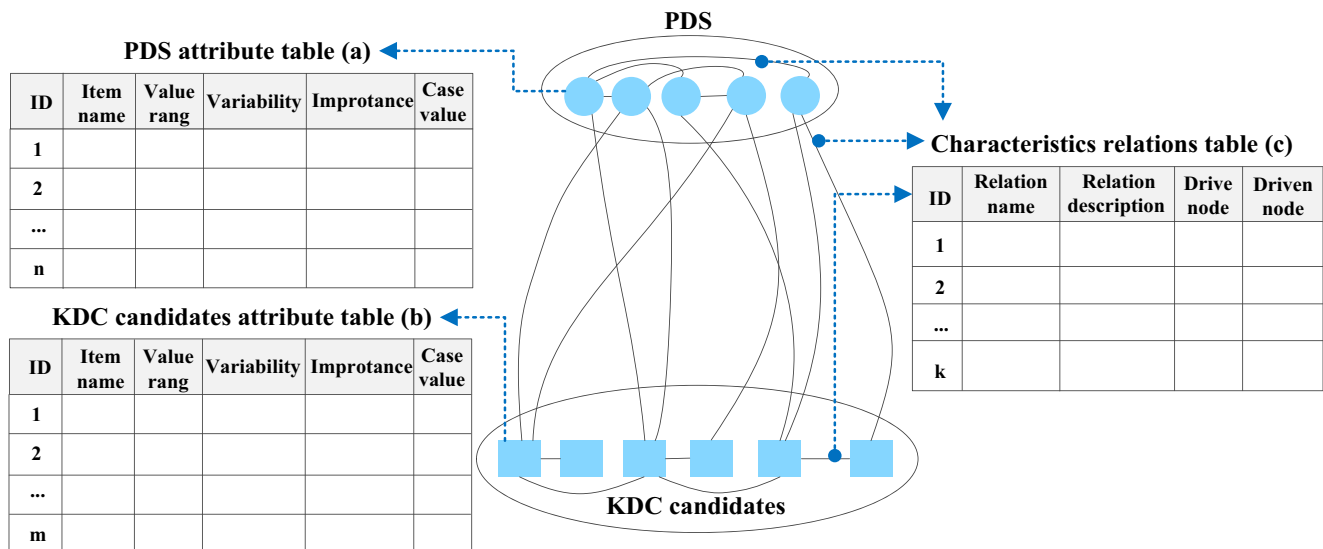 PDS
PDS attribute table (a)
ID Item name Value rang Variability Improtance Case value
1
2
...
n
Characteristics relations table (c)
ID Relation name Relation description Drive node Driven node
1
2
...
k
KDC candidates attribute table (b)
ID Item name Value rang Variability Improtance Case value
1
2
...
m
KDC candidates